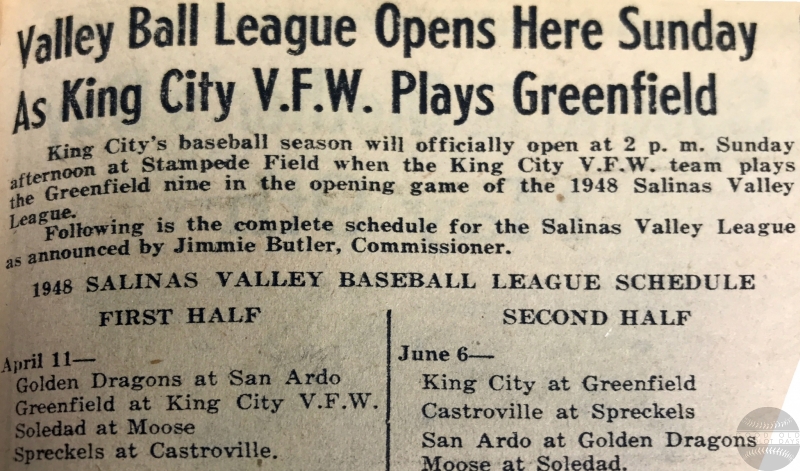 Valley Ball League Opens Here Sunday
As King City V.F.W. Plays Greenfield
King City's baseball season will officially open at 2 p. m. Sunday
afternoon at Stampede Field when the King City V.F.W. team plays
the Greenfield nine in the opening game of the 1948 Salinas Valley
League.
Following is the complete schedule for the Salinas Valley League
as announced by Jimmie Butler, Commissioner.
1948 SALINAS VALLEY BASEBALL LEAGUE SCHEDULE
FIRST HALF
April 11—
Golden Dragons at San Ardo
Greenfield at King City V.F.W.
Soledad at Moose
Spreckels at Castroville.
SECOND HALF
June 6—
King City at Greenfield
Castroville at Spreckels
San Ardo at Golden Dragons
Moose at Soledad.